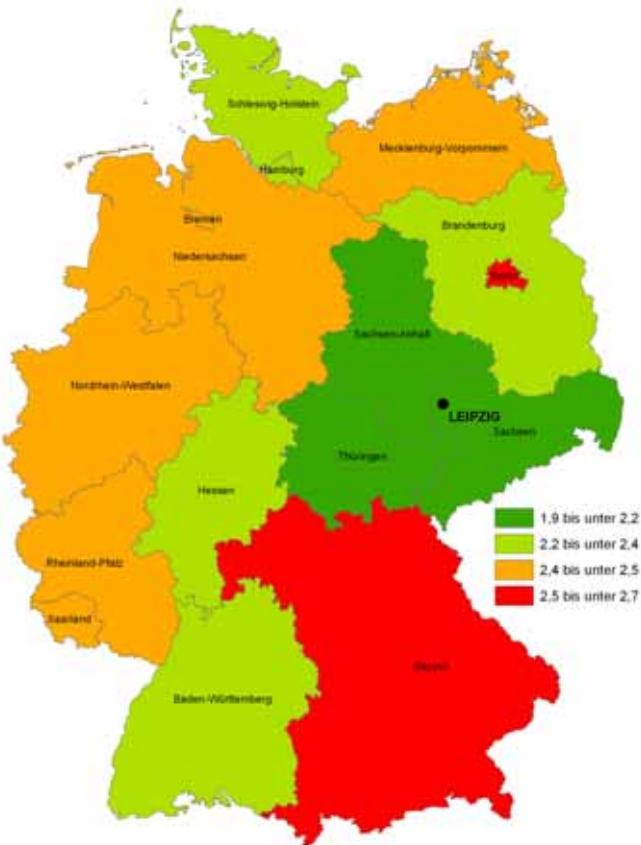 Schleswig-Holstein
Mecklenburg-Vorpommern
Hamburg
Bremen
Brandenburg
Niedersachsen
Berlin
Sachsen-Anhalt
Nordrhein-Westfalen
LEIPZIG
Sachsen
Thüringen
Hessen
1,9 bis unter 2,2
2,2 bis unter 2,4
2,4 bis unter 2,5
2,5 bis unter 2,7
Rheinland-Pfalz
Saarland
Bayern
Baden-Württemberg